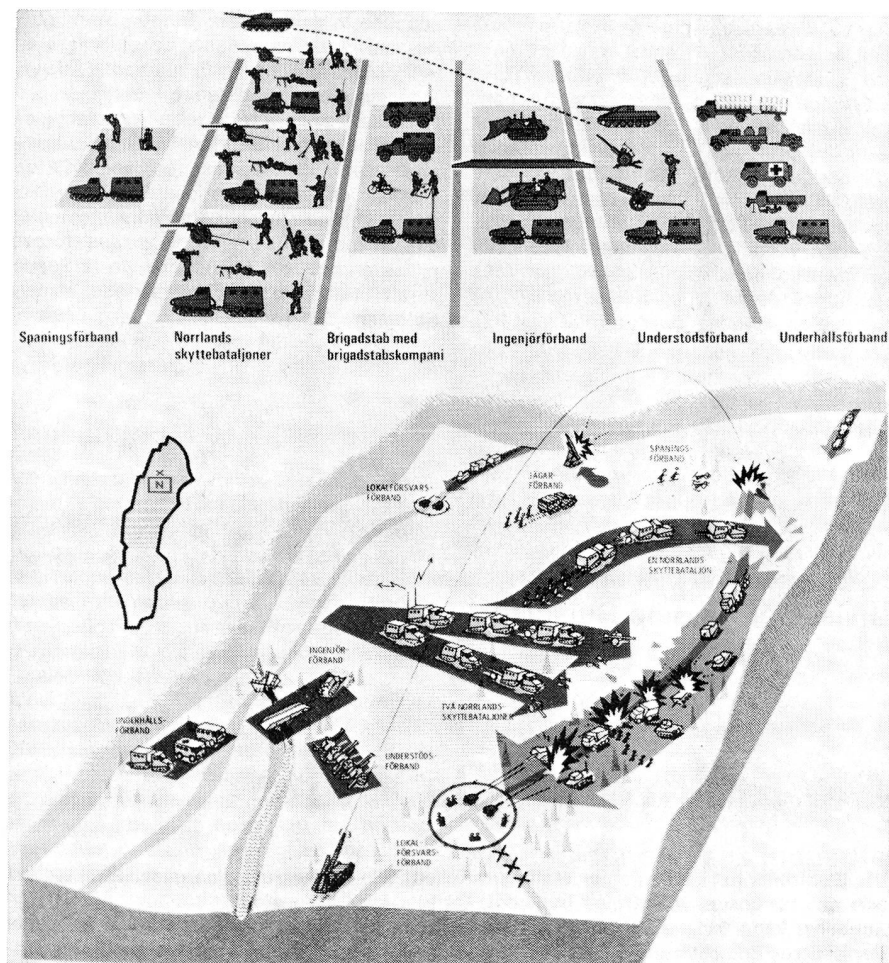 Spaningsförband
Norrlands
skyttebataljoner
Brigadstab med
brigadstabskompani
Ingenjörförband
Understödsförband
Underhållsförband
X
N
LOKALFÖRSVARS-
FÖRBAND
JÄGAR-
FÖRBAND
SPANINGS-
FÖRBAND
EN NORRLANDS-
SKYTTEBATALJON
INGENJÖR-
FÖRBAND
TVÅ NORRLANDS-
SKYTTEBATALJONER
UNDERHÅLLS-
FÖRBAND
UNDERSTÖDS-
FÖRBAND
LOKAL-
FÖRSVARS-
FÖRBAND